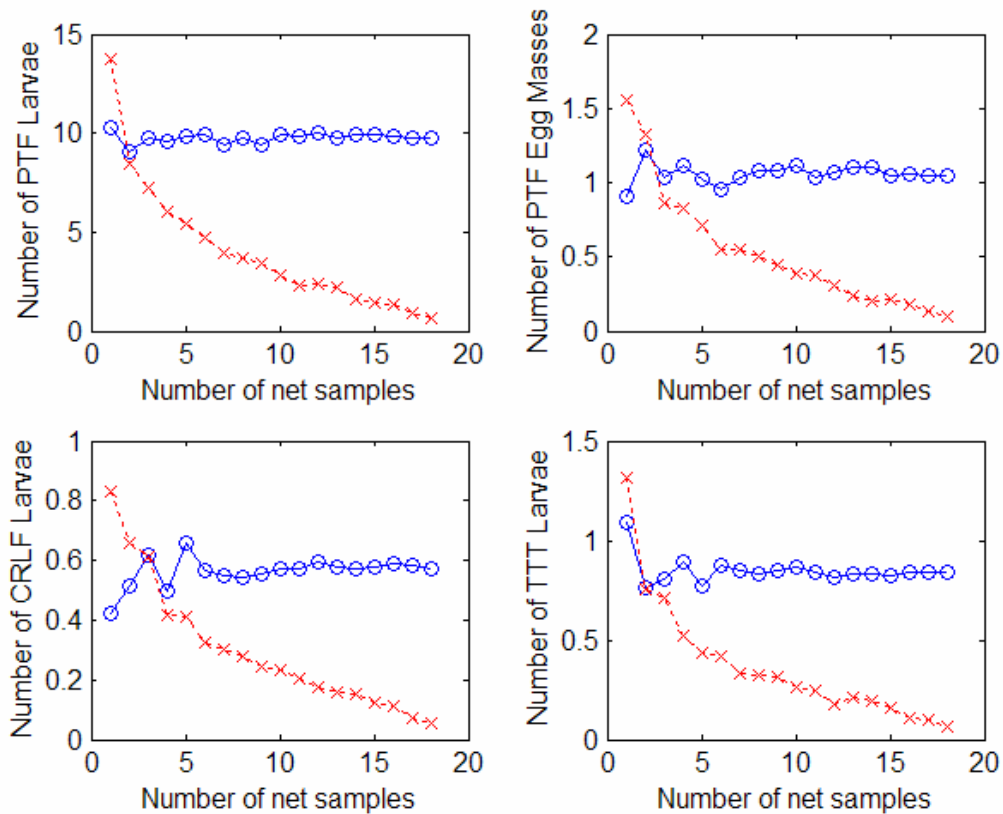 Number of PTF Larvae
15
10
5
0
0 5 10 15 20
Number of net samples
Number of PTF Egg Masses
2
1.5
1
0.5
0
0 5 10 15 20
Number of net samples
Number of CRLF Larvae
1
0.8
0.6
0.4
0.2
0
0 5 10 15 20
Number of net samples
Number of TTT Larvae
1.5
1
0.5
0
0 5 10 15 20
Number of net samples